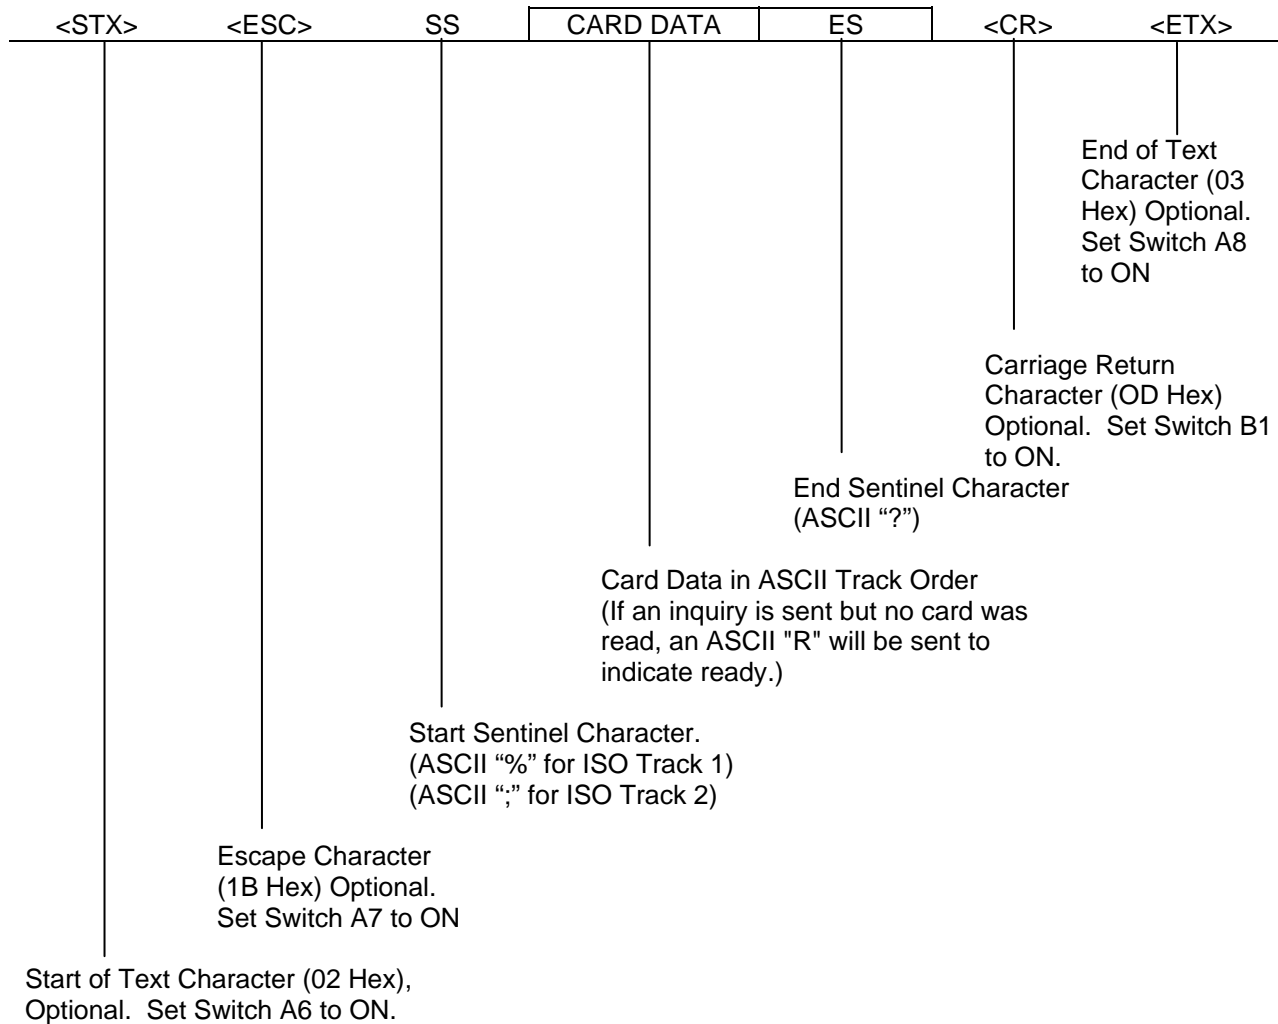 <STX> <ESC> SS CARD DATA ES <CR> <ETX>
End of Text
Character (03
Hex) Optional.
Set Switch A8
to ON
Carriage Return
Character (OD Hex)
Optional. Set Switch B1
to ON.
End Sentinel Character
(ASCII “?”)
Card Data in ASCII Track Order
(If an inquiry is sent but no card was
read, an ASCII "R" will be sent to
indicate ready.)
Start Sentinel Character.
(ASCII “%” for ISO Track 1)
(ASCII “;” for ISO Track 2)
Escape Character
(1B Hex) Optional.
Set Switch A7 to ON
Start of Text Character (02 Hex),
Optional. Set Switch A6 to ON.